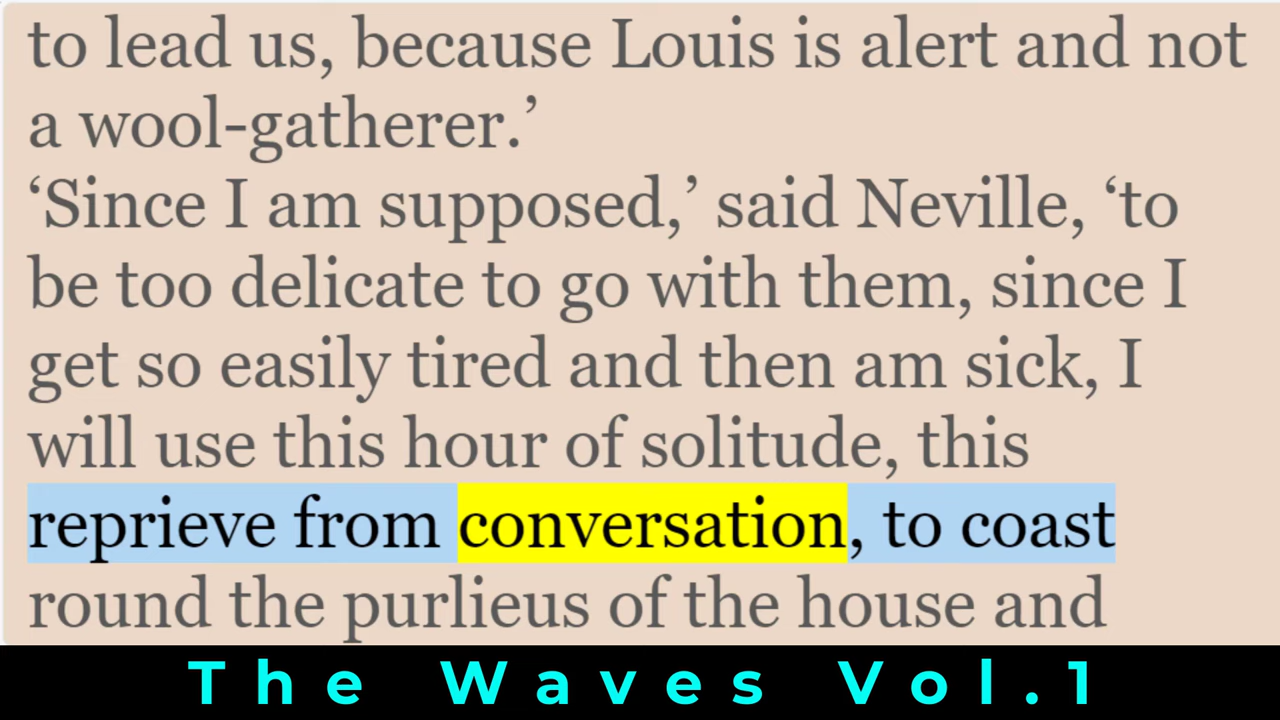 to lead us, because Louis is alert and not
a wool-gatherer.’
‘Since I am supposed,’ said Neville, ‘to
be too delicate to go with them, since I
get so easily tired and then am sick, I
will use this hour of solitude, this
reprieve from conversation, to coast
round the purlieus of the house and
The Waves Vol.1